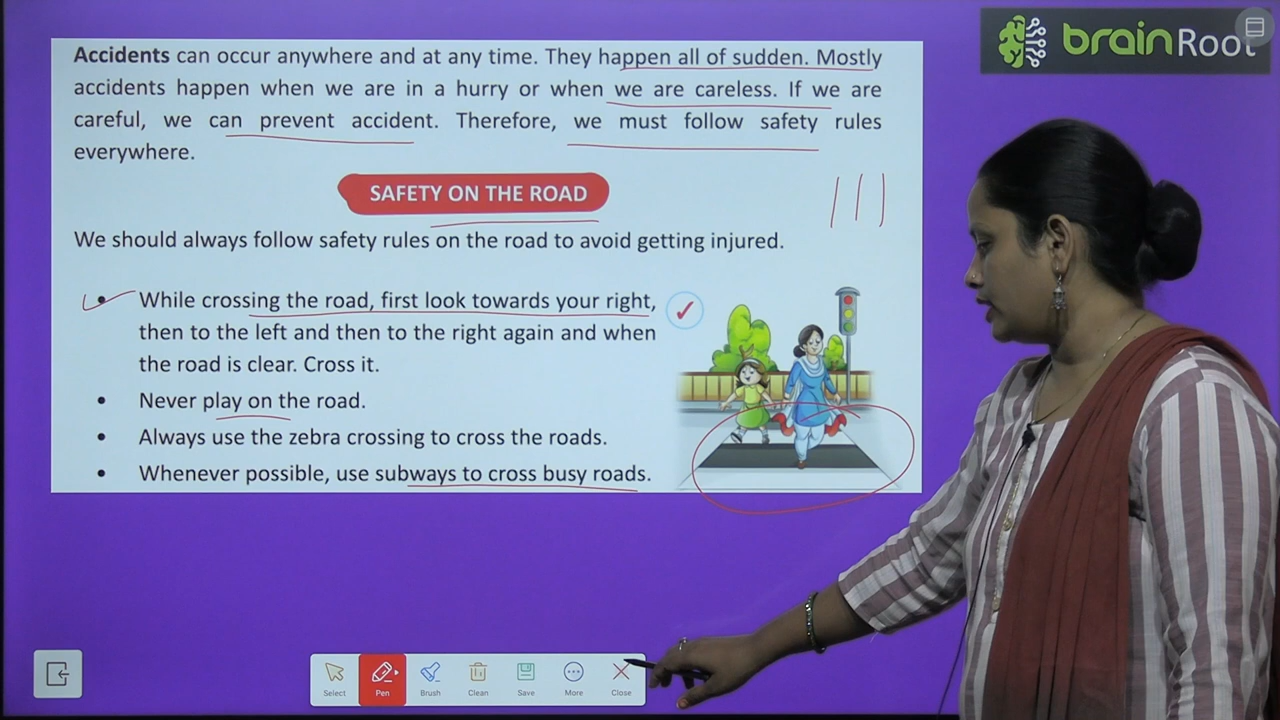 brainRoot
Accidents can occur anywhere and at any time. They happen all of sudden. Mostly
accidents happen when we are in a hurry or when we are careless. If we are
careful, we can prevent accident. Therefore, we must follow safety rules
everywhere.
SAFETY ON THE ROAD
We should always follow safety rules on the road to avoid getting injured.
• While crossing the road, first look towards your right,
then to the left and then to the right again and when
the road is clear. Cross it.
• Never play on the road.
• Always use the zebra crossing to cross the roads.
• Whenever possible, use subways to cross busy roads.
Select Pen Brush Clean Save More Close